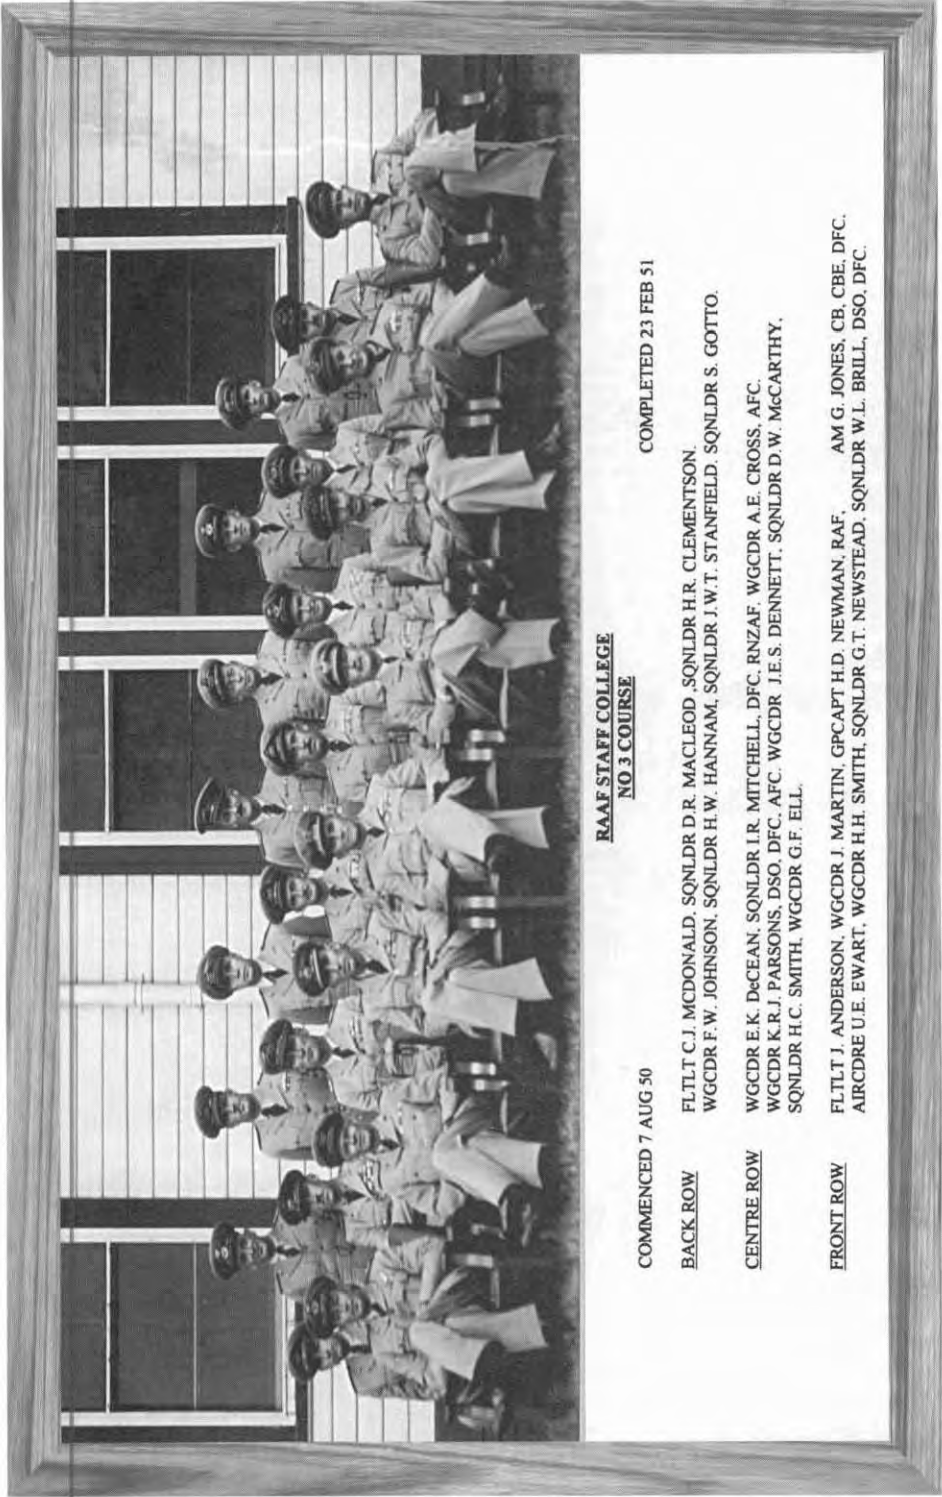 RAAF STAFF COLLEGE
NO 3 COURSE
COMMENCED 7 AUG 50 COMPLETED 23 FEB 51
BACK ROW FLTLT C.J. MCDONALD, SQNLDR D.R. MACLEOD ,SQNLDR H.R. CLEMENTSON.
WGCDR F.W. JOHNSON, SQNLDR H.W. HANNAM, SQNLDR J.W.T. STANFIELD. SQNLDR S. GOTTO.
CENTRE ROW WGCDR E.K. DeCEAN, SQNLDR I.R. MITCHELL, DFC, RNZAF, WGCDR A.E. CROSS, AFC.
WGCDR K.R.J. PARSONS, DSO, DFC. AFC. WGCDR J.E.S. DENNETT, SQNLDR D.W. McCARTHY.
SQNLDR H.C. SMITH, WGCDR G.F. ELL.
FRONT ROW FLTLT J. ANDERSON, WGCDR J. MARTIN, GPCAPT H.D. NEWMAN, RAF, AM G. JONES, CB, CBE, DFC.
AIRCDRE U.E. EWART, WGCDR H.H. SMITH, SQNLDR G.T. NEWSTEAD, SQNLDR W.L. BRILL, DSO, DFC.